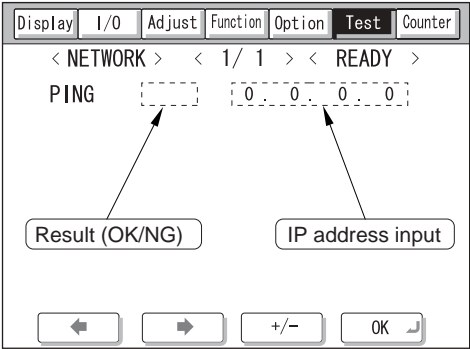 Display I/O Adjust Function Option Test Counter
< NETWORK > < 1/ 1 > < READY >
PING 0 . 0 . 0 . 0
Result (OK/NG) IP address input
+/− OK